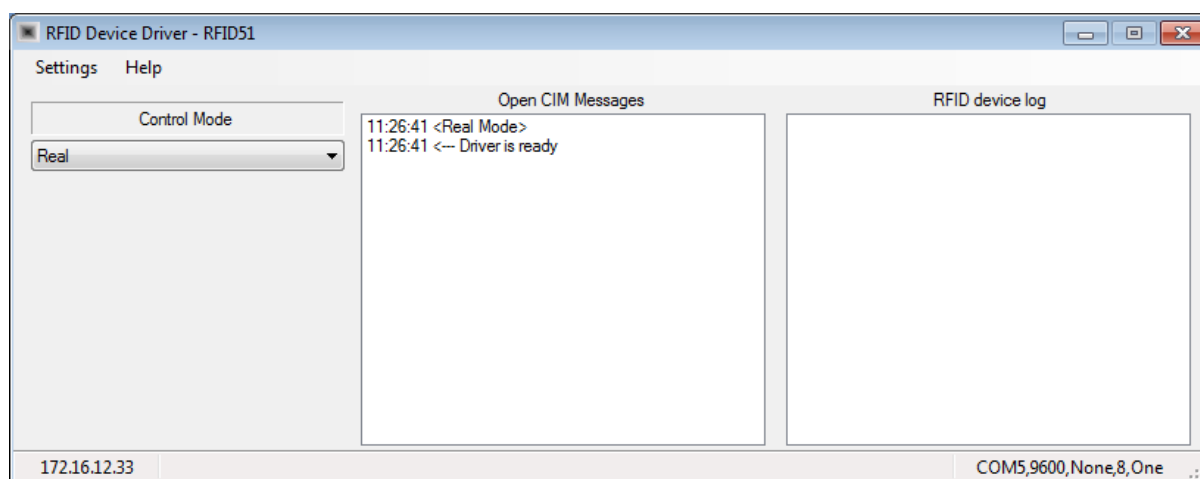 RFID Device Driver - RFID51
Settings Help
Control Mode
Real
Open CIM Messages
11:26:41 <Real Mode>
11:26:41 <--- Driver is ready
RFID device log
172.16.12.33
COM5,9600,None,8,One